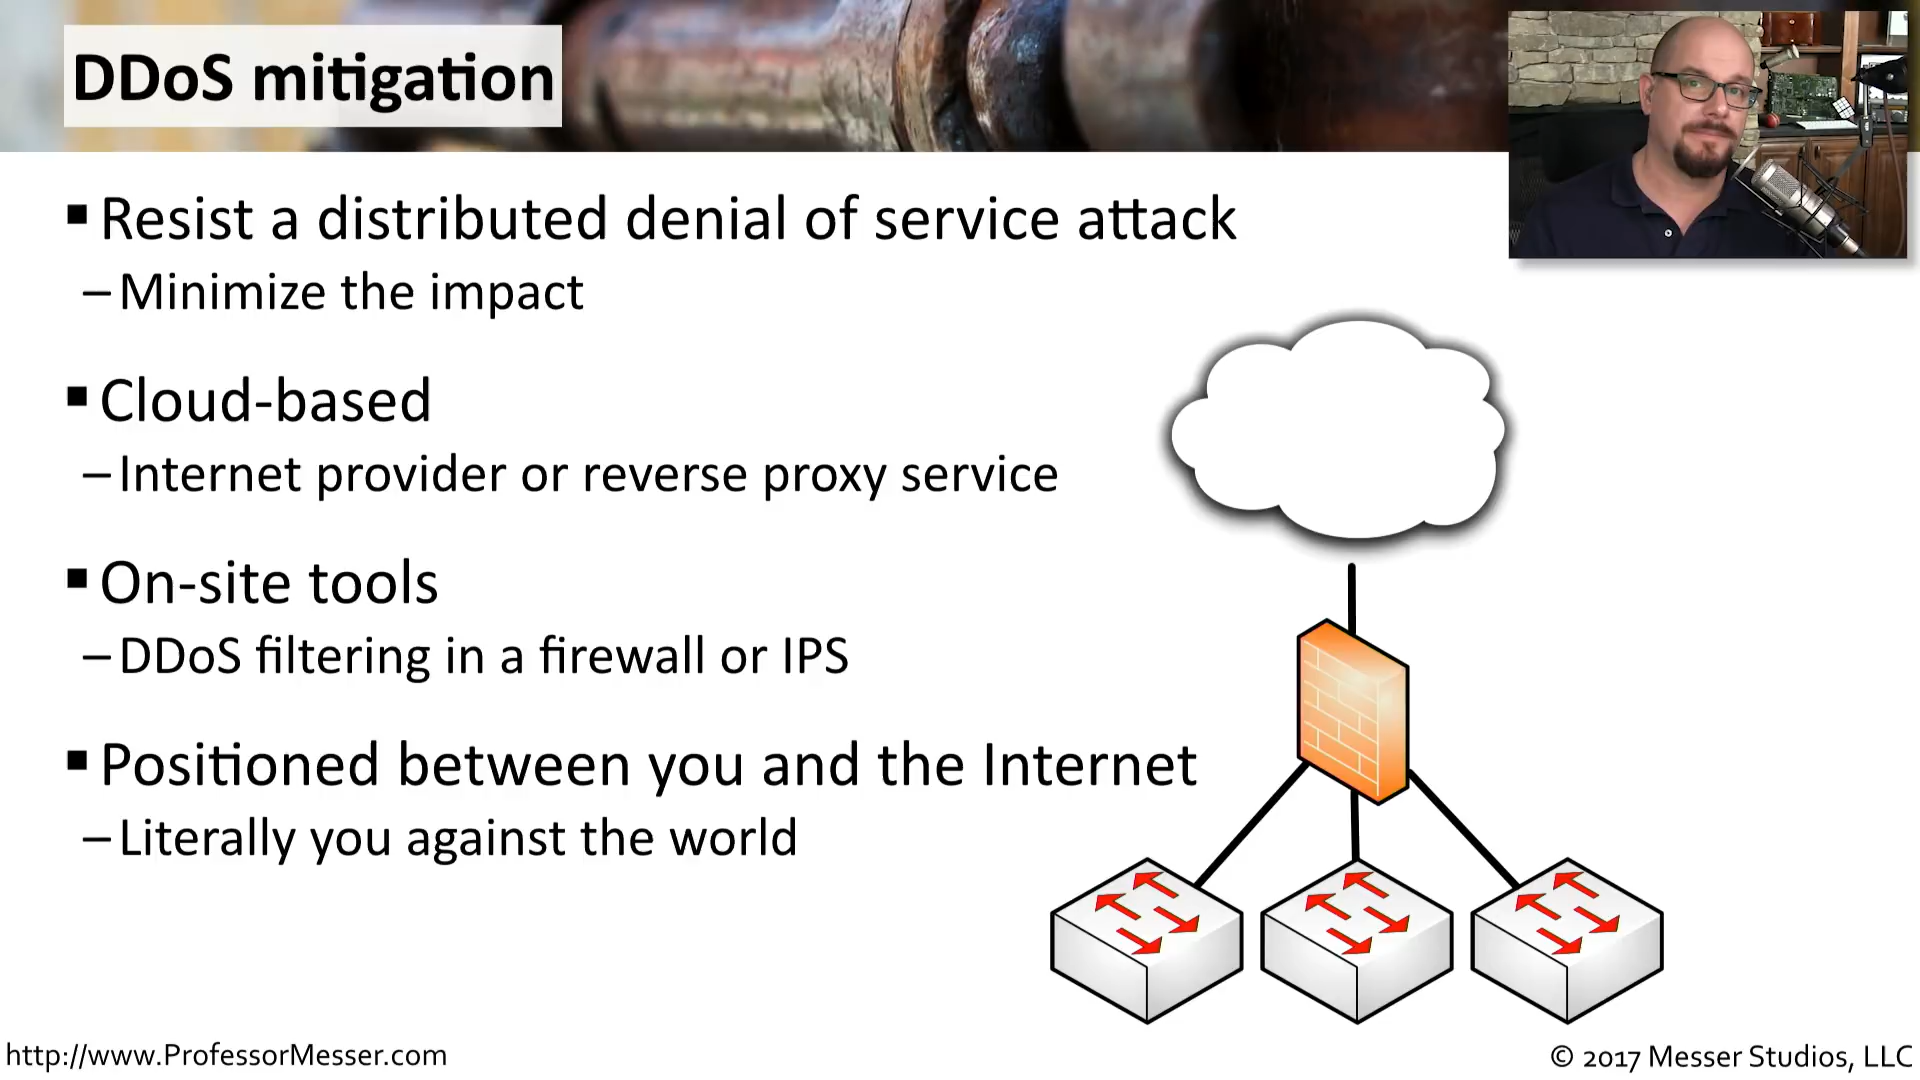 DDoS mitigation
▪ Resist a distributed denial of service attack
– Minimize the impact
▪ Cloud-based
– Internet provider or reverse proxy service
▪ On-site tools
– DDoS filtering in a firewall or IPS
▪ Positioned between you and the Internet
– Literally you against the world
http://www.ProfessorMesser.com
© 2017 Messer Studios, LLC